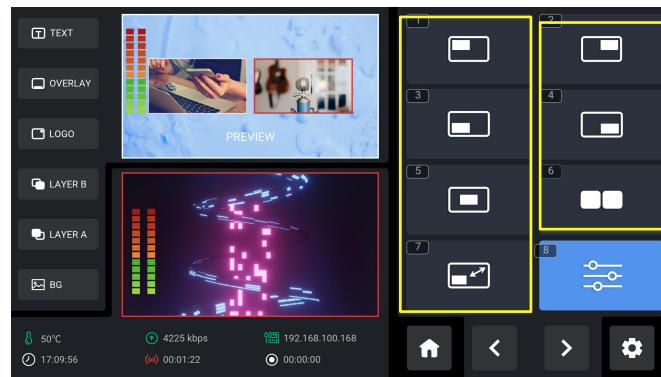 TEXT
OVERLAY
LOGO
LAYER B
LAYER A
BG
PREVIEW
50°C
4225 kbps
192.168.100.168
17:09:56
((•)) 00:01:22
00:00:00
1
2
3
4
5
6
7
8